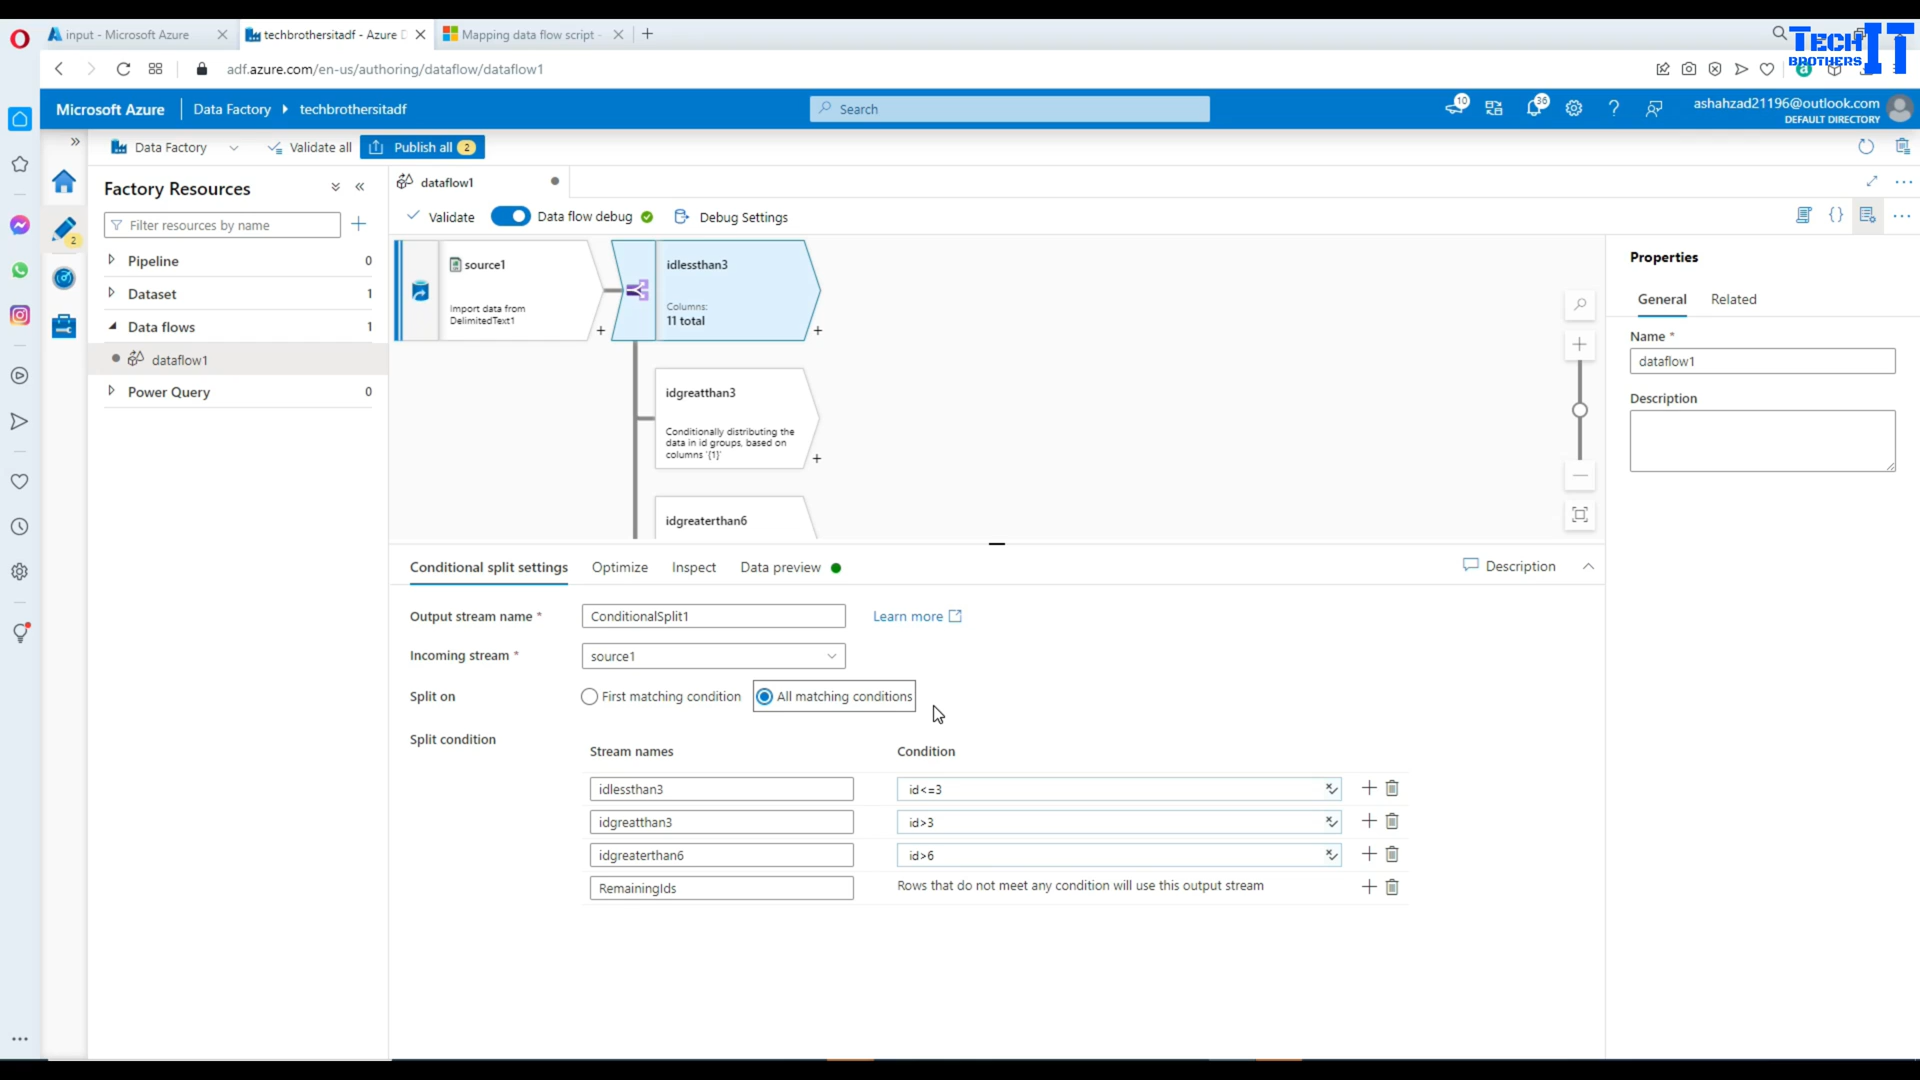 input - Microsoft Azure
techbrothersitadf - Azure D
Mapping data flow script -
TECH IT
BROTHERS
adf.azure.com/en-us/authoring/dataflow/dataflow1
a
Microsoft Azure
Data Factory
techbrothersitadf
Search
10
36
?
ashahzad21196@outlook.com
DEFAULT DIRECTORY
Data Factory
Validate all
Publish all 2
Factory Resources
Filter resources by name
2
Pipeline 0
Dataset 1
Data flows 1
dataflow1
Power Query 0
dataflow1
Validate
Data flow debug
Debug Settings
source1
Import data from
DelimitedText1
idlessthan3
Columns:
11 total
idgreatthan3
Conditionally distributing the
data in id groups, based on
columns '{1}'
idgreaterthan6
Properties
General
Related
Name *
dataflow1
Description
Conditional split settings
Optimize
Inspect
Data preview
Description
Output stream name *
ConditionalSplit1
Learn more
Incoming stream *
source1
Split on
First matching condition
All matching conditions
Split condition
Stream names
Condition
idlessthan3
id<=3
idgreatthan3
id>3
idgreaterthan6
id>6
RemainingIds
Rows that do not meet any condition will use this output stream